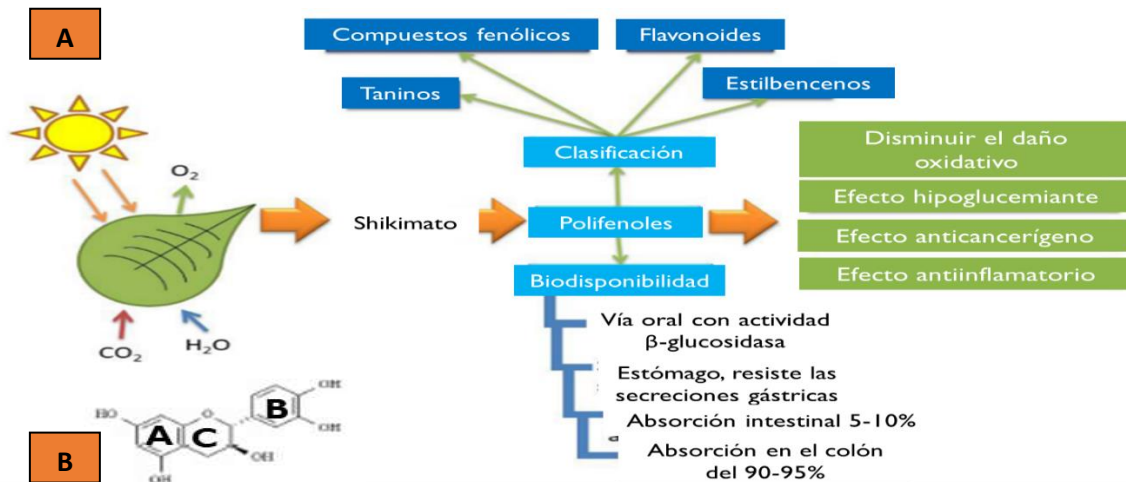 A
Compuestos fenólicos
Flavonoides
Taninos
Estilbencenos
Clasificación
O₂
Shikimato
Polifenoles
Biodisponibilidad
Disminuir el daño
oxidativo
Efecto hipoglucemiante
Efecto anticancerígeno
Efecto antiinflamatorio
CO₂
H₂O
Vía oral con actividad
β-glucosidasa
Estómago, resiste las
secreciones gástricas
Absorción intestinal 5-10%
Absorción en el colón
del 90-95%
B
OH
HO
O
B
OH
A
C
OH
OH